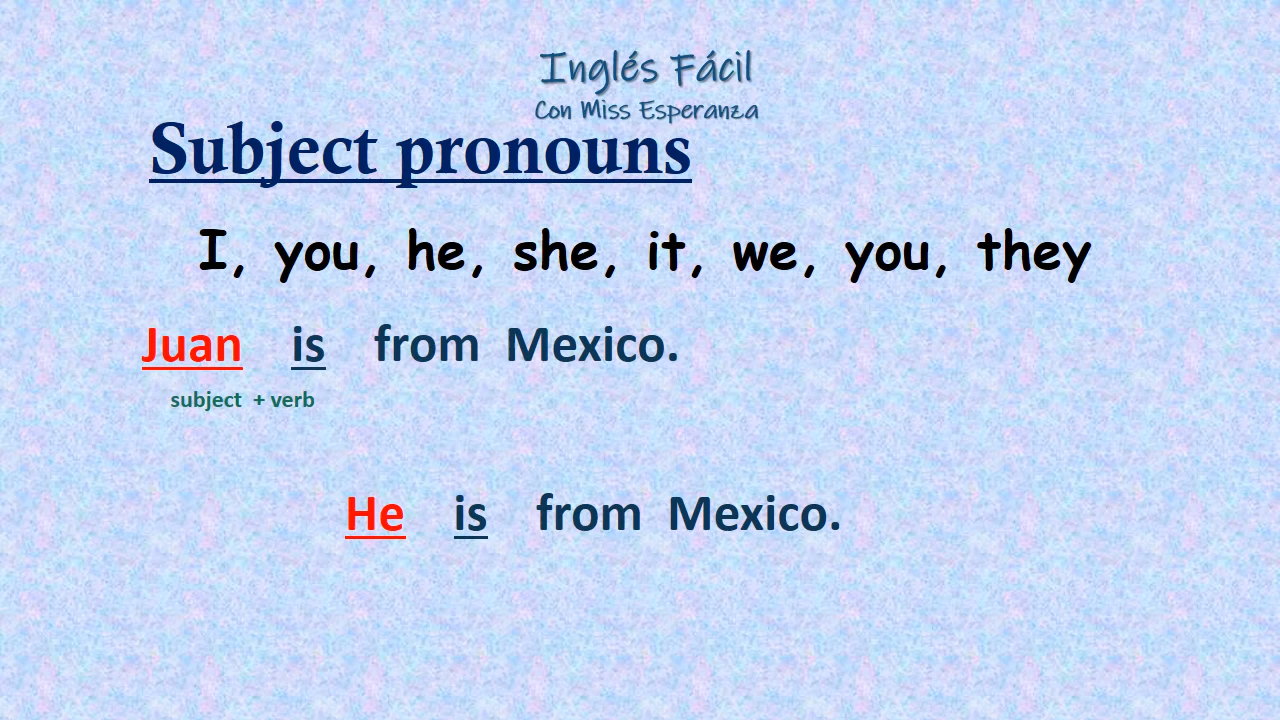 Inglés Fácil
Con Miss Esperanza
Subject pronouns
I, you, he, she, it, we, you, they
Juan is from Mexico.
subject + verb
He is from Mexico.